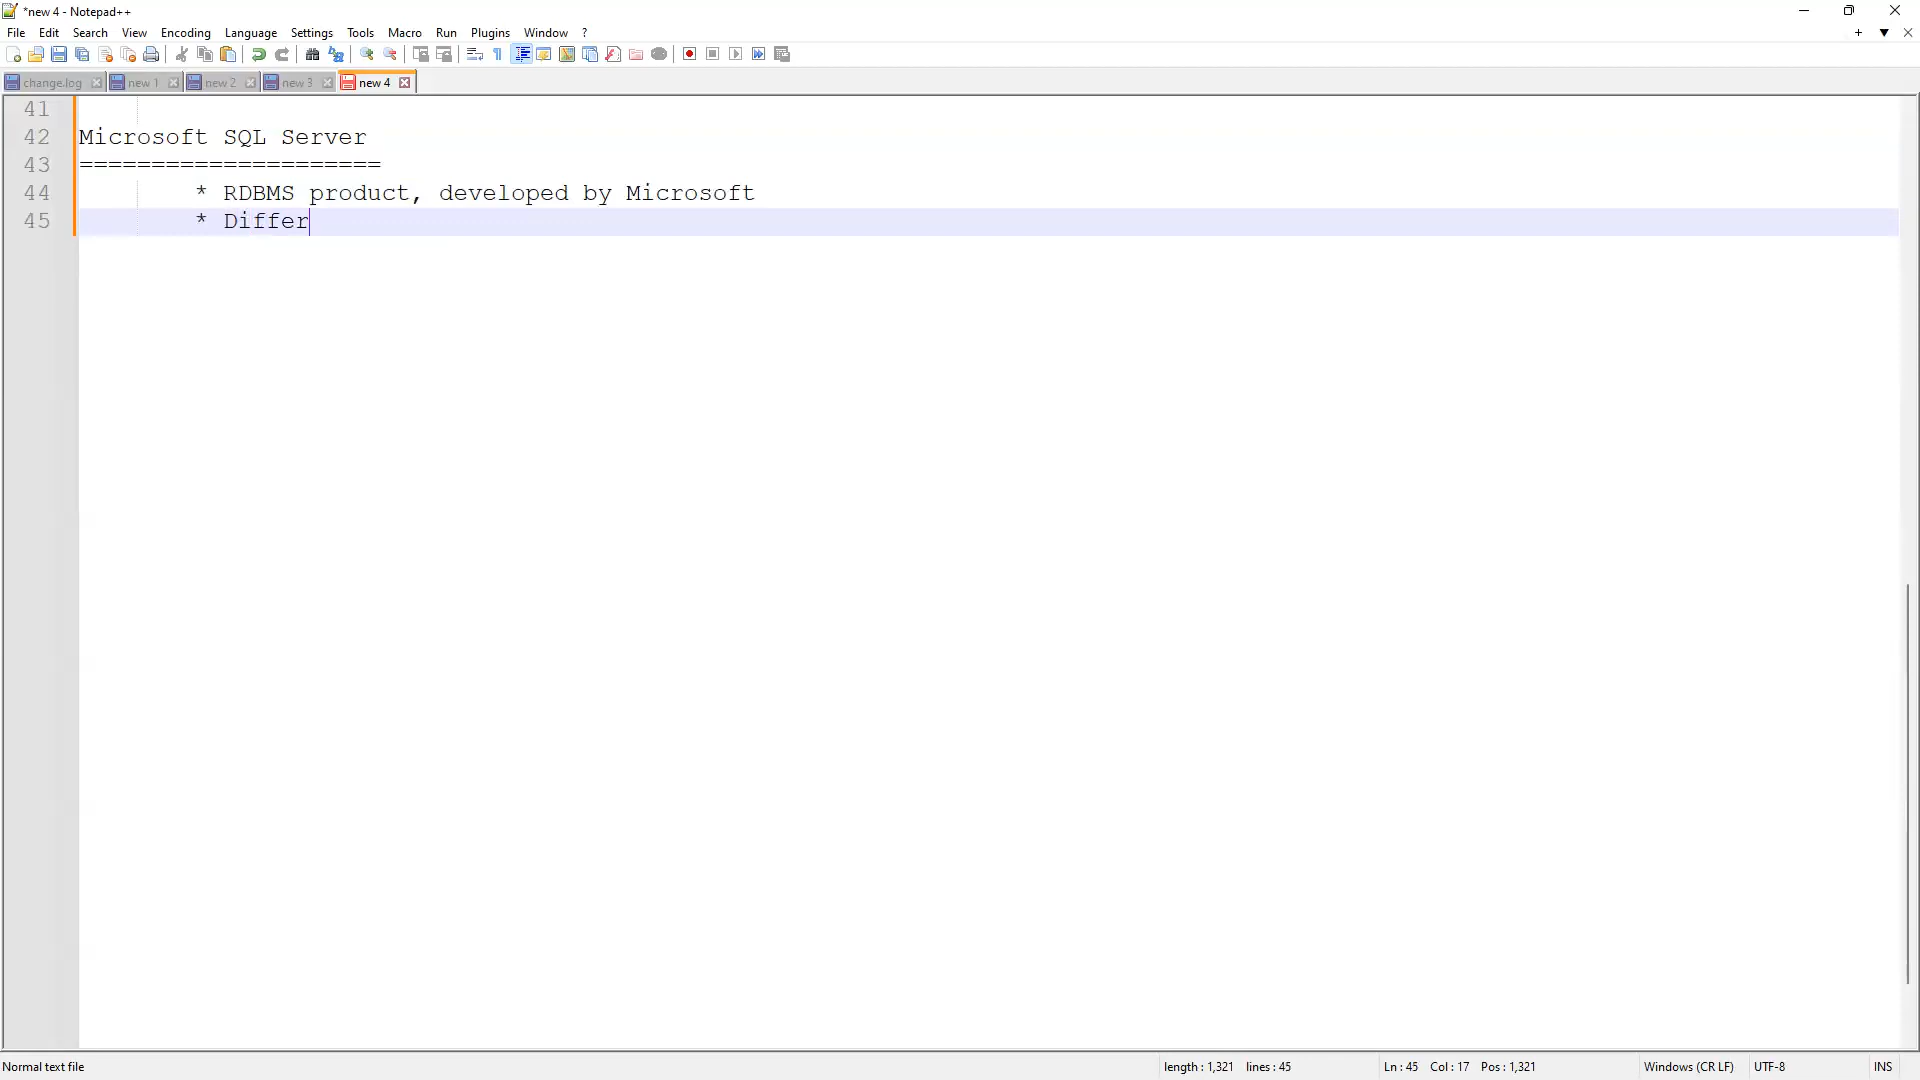 *new 4 - Notepad++
File Edit Search View Encoding Language Settings Tools Macro Run Plugins Window ?
change.log new 1 new 2 new 3 new 4
41
42 Microsoft SQL Server
43 =====================
44 * RDBMS product, developed by Microsoft
45 * Differ
Normal text file length : 1,321 lines : 45 Ln : 45 Col : 17 Pos : 1,321 Windows (CR LF) UTF-8 INS